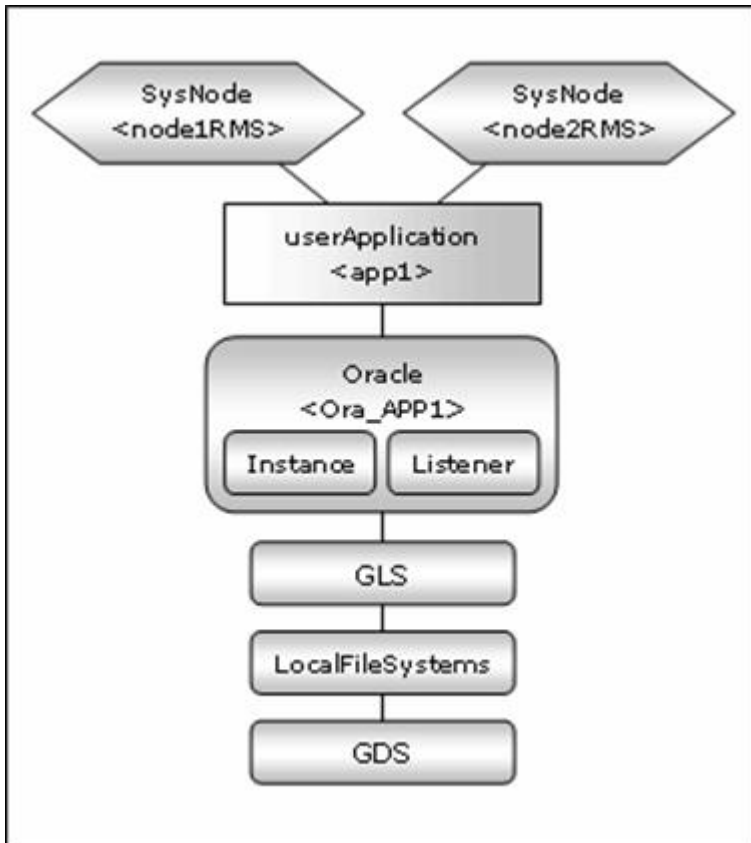 SysNode
<node1RMS>
SysNode
<node2RMS>
userApplication
<app1>
Oracle
<Ora_APP1>
Instance
Listener
GLS
LocalFileSystems
GDS